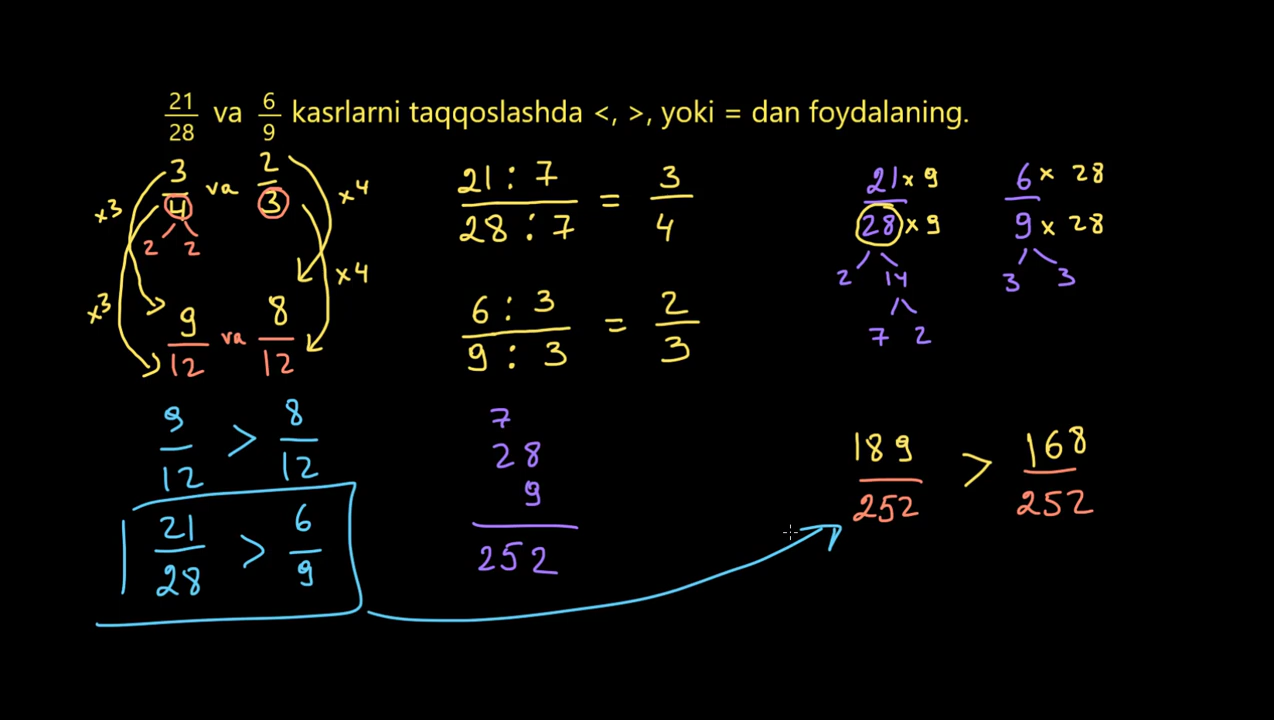 21/28 va 6/9 kasrlarni taqqoslashda <, >, yoki = dan foydalaning.
3/4 va 2/3
x3 x4
2 2
x3 x4
9/12 va 8/12
9/12 > 8/12
21/28 > 6/9
21 : 7 / 28 : 7 = 3/4
6 : 3 / 9 : 3 = 2/3
7
28
9
252
21 x 9 / 28 x 9
6 x 28 / 9 x 28
2 14
3 3
7 2
189/252 > 168/252